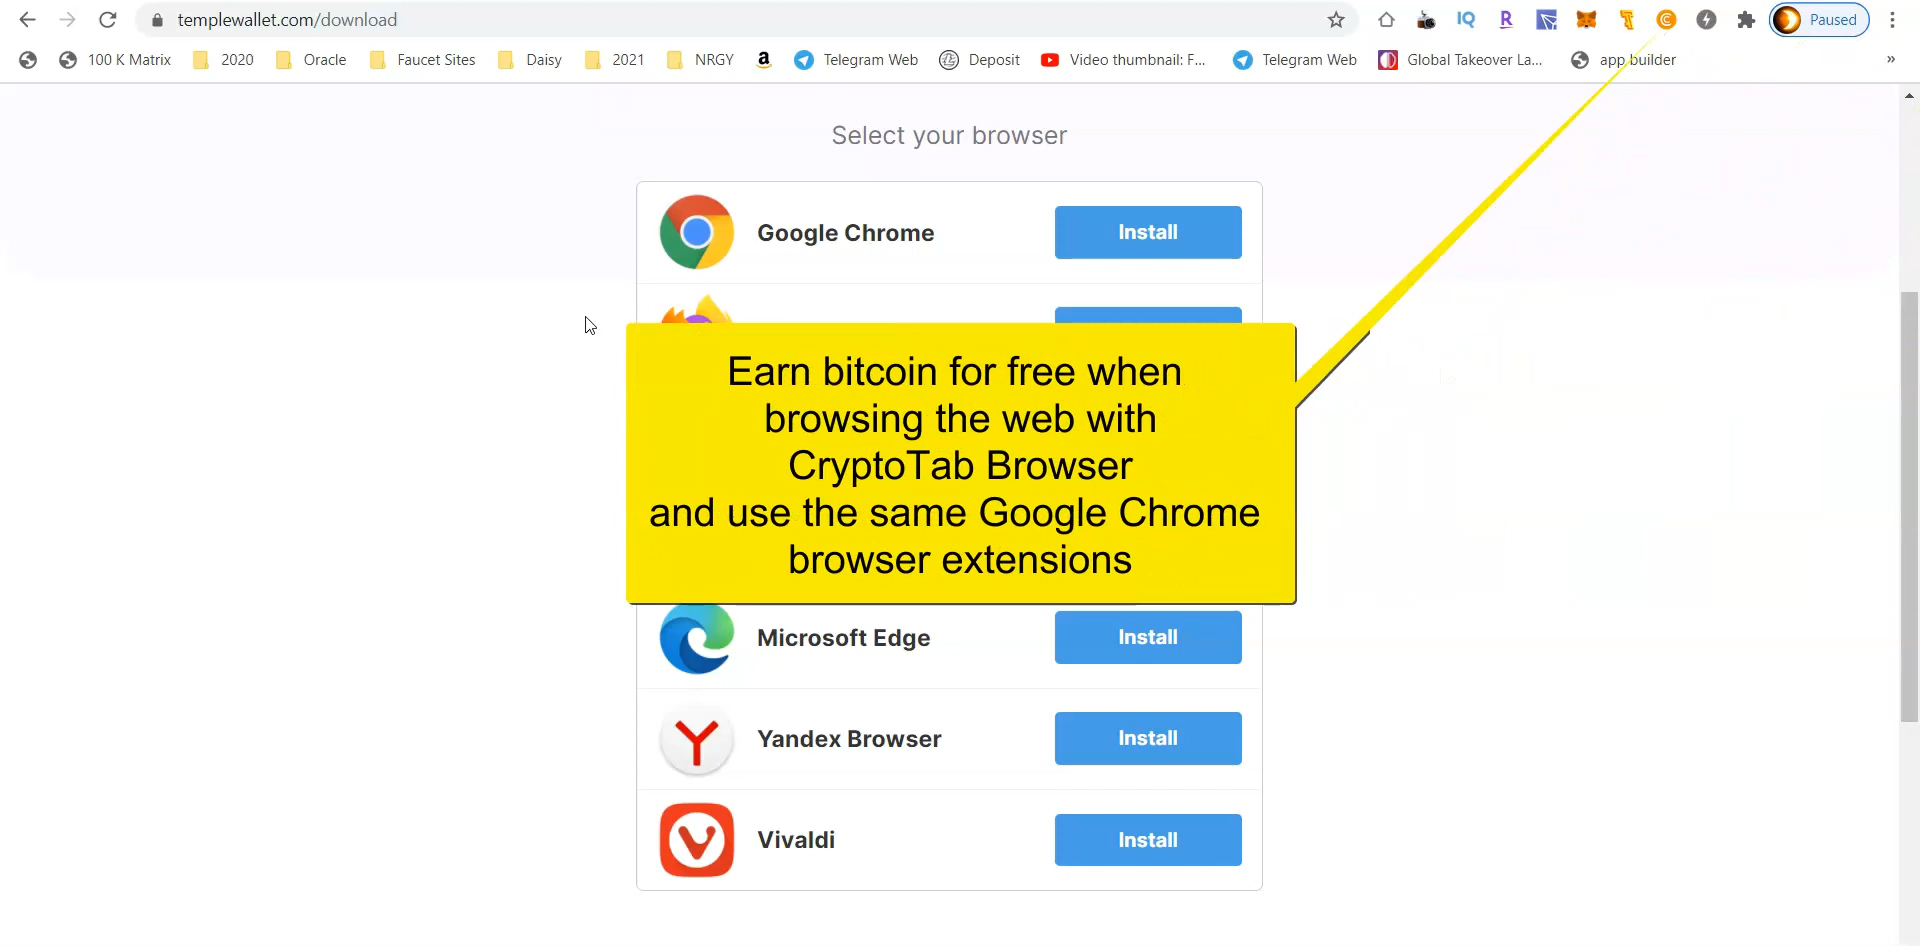 templewallet.com/download
IQ
R
Paused
100 K Matrix
2020
Oracle
Faucet Sites
Daisy
2021
NRGY
a
Telegram Web
Deposit
Video thumbnail: F...
Telegram Web
Global Takeover La...
app builder
»
Select your browser
Google Chrome
Install
Earn bitcoin for free when
browsing the web with
CryptoTab Browser
and use the same Google Chrome
browser extensions
Microsoft Edge
Install
Yandex Browser
Install
Vivaldi
Install